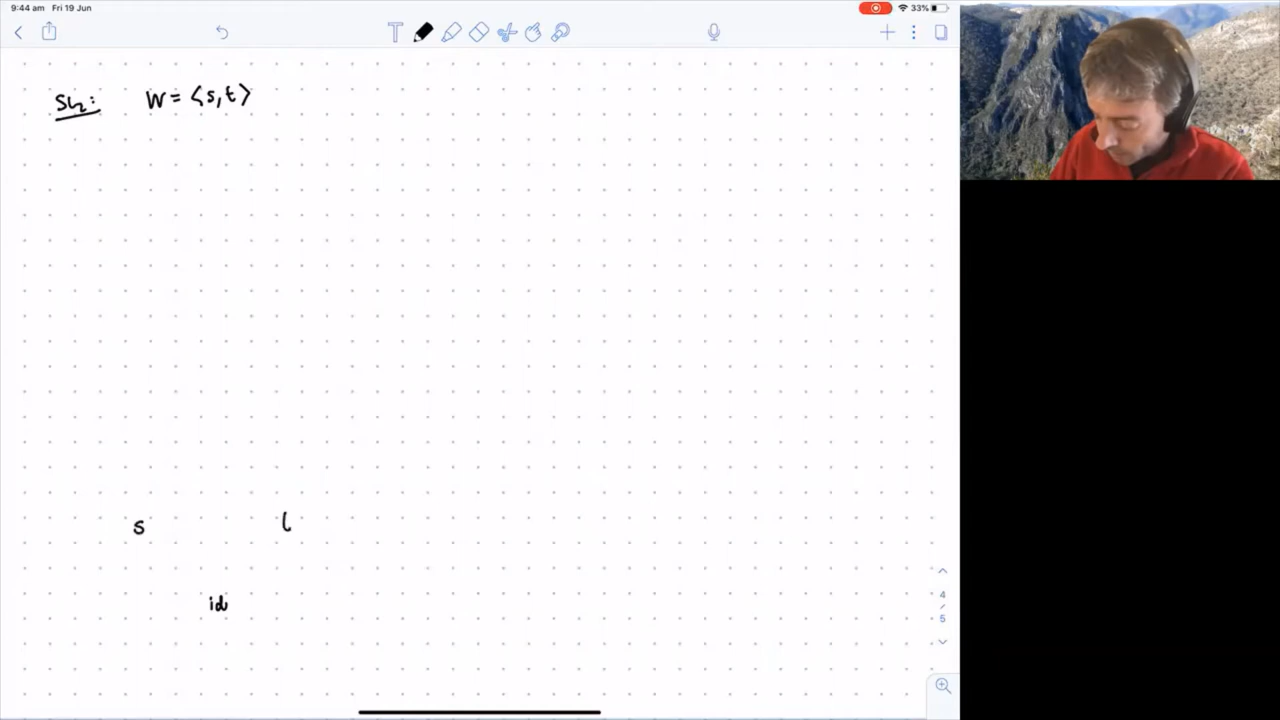 9:44 am Fri 19 Jun 33%
T
SL₂: W = ⟨s,t⟩
s
id
4
/
5